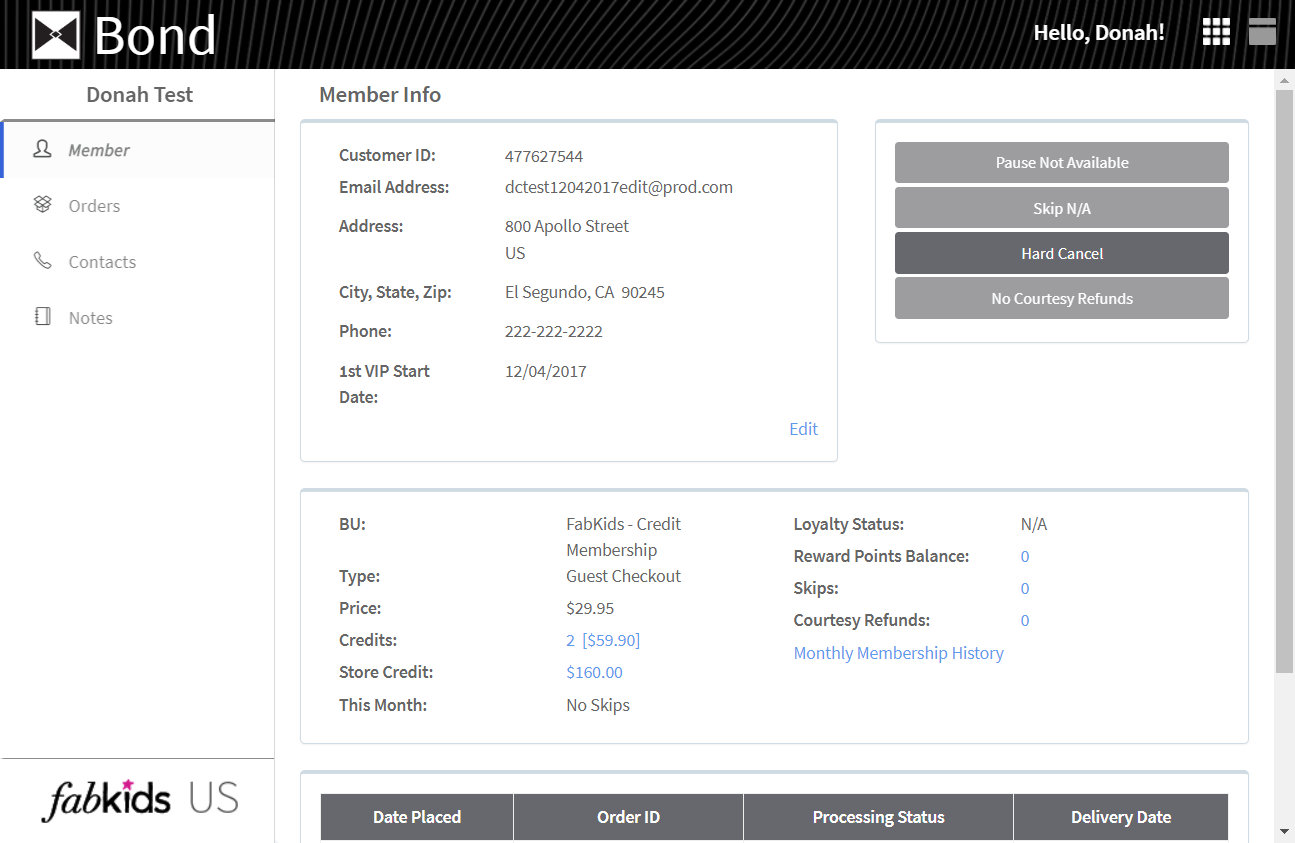 Bond
Hello, Donah!
Donah Test
Member
Orders
Contacts
Notes
fabkids US
Member Info
Customer ID: 477627544
Email Address: dctest12042017edit@prod.com
Address: 800 Apollo Street
US
City, State, Zip: El Segundo, CA 90245
Phone: 222-222-2222
1st VIP Start 12/04/2017
Date:
Edit
Pause Not Available
Skip N/A
Hard Cancel
No Courtesy Refunds
BU: FabKids - Credit
Membership
Type: Guest Checkout
Price: $29.95
Credits: 2 [$59.90]
Store Credit: $160.00
This Month: No Skips
Loyalty Status: N/A
Reward Points Balance: 0
Skips: 0
Courtesy Refunds: 0
Monthly Membership History
Date Placed Order ID Processing Status Delivery Date